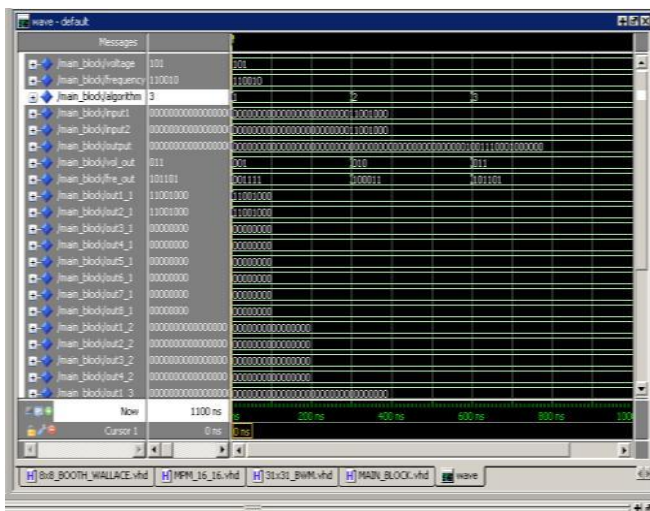 wave - default
Messages
/main_block/voltage 101 101
/main_block/frequency 110010 110010
/main_block/algorithm 3 1 2 3
/main_block/input1
/main_block/input2
/main_block/output
/main_block/vol_out 011 001 010 011
/main_block/fre_out 101101 001111 100011 101101
/main_block/out1_1 11001000 11001000
/main_block/out2_1 11001000 11001000
/main_block/out3_1 00000000 00000000
/main_block/out4_1 00000000 00000000
/main_block/out5_1 00000000 00000000
/main_block/out6_1 00000000 00000000
/main_block/out7_1 00000000 00000000
/main_block/out8_1 00000000 00000000
/main_block/out1_2 0000000000000000
/main_block/out2_2 0000000000000000
/main_block/out3_2 0000000000000000
/main_block/out4_2 0000000000000000
/main_block/out1_3
Now 1100 ns 200 ns 400 ns 600 ns 800 ns
Cursor 1 0 ns 0 ns
8x8_BOOTH_WALLACE.vhd MPM_16_16.vhd 31x31_BWM.vhd MAIN_BLOCK.vhd wave